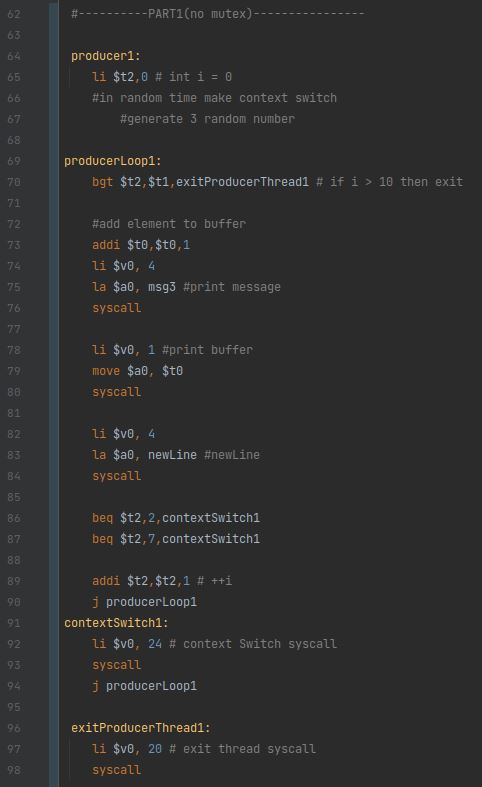 62 #----------PART1(no mutex)----------------
63
64 producer1:
65 li $t2,0 # int i = 0
66 #in random time make context switch
67 #generate 3 random number
68
69 producerLoop1:
70 bgt $t2,$t1,exitProducerThread1 # if i > 10 then exit
71
72 #add element to buffer
73 addi $t0,$t0,1
74 li $v0, 4
75 la $a0, msg3 #print message
76 syscall
77
78 li $v0, 1 #print buffer
79 move $a0, $t0
80 syscall
81
82 li $v0, 4
83 la $a0, newLine #newLine
84 syscall
85
86 beq $t2,2,contextSwitch1
87 beq $t2,7,contextSwitch1
88
89 addi $t2,$t2,1 # ++i
90 j producerLoop1
91 contextSwitch1:
92 li $v0, 24 # context Switch syscall
93 syscall
94 j producerLoop1
95
96 exitProducerThread1:
97 li $v0, 20 # exit thread syscall
98 syscall